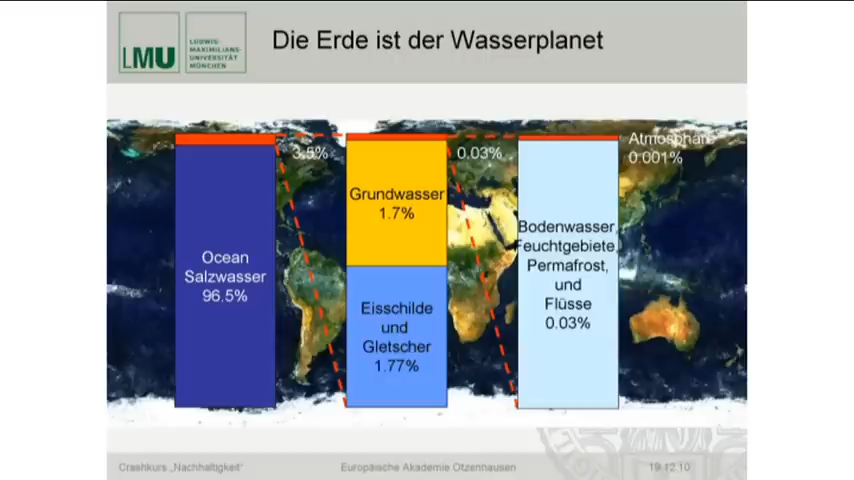 LMU
LUDWIG-
MAXIMILIANS-
UNIVERSITÄT
MÜNCHEN
Die Erde ist der Wasserplanet
Ocean
Salzwasser
96.5%
3.5%
Grundwasser
1.7%
Eisschilde
und
Gletscher
1.77%
0.03%
Bodenwasser,
Feuchtgebiete,
Permafrost,
und
Flüsse
0.03%
Atmosphäre
0.001%
Crashkurs „Nachhaltigkeit"
Europäische Akademie Otzenhausen
19.12.10